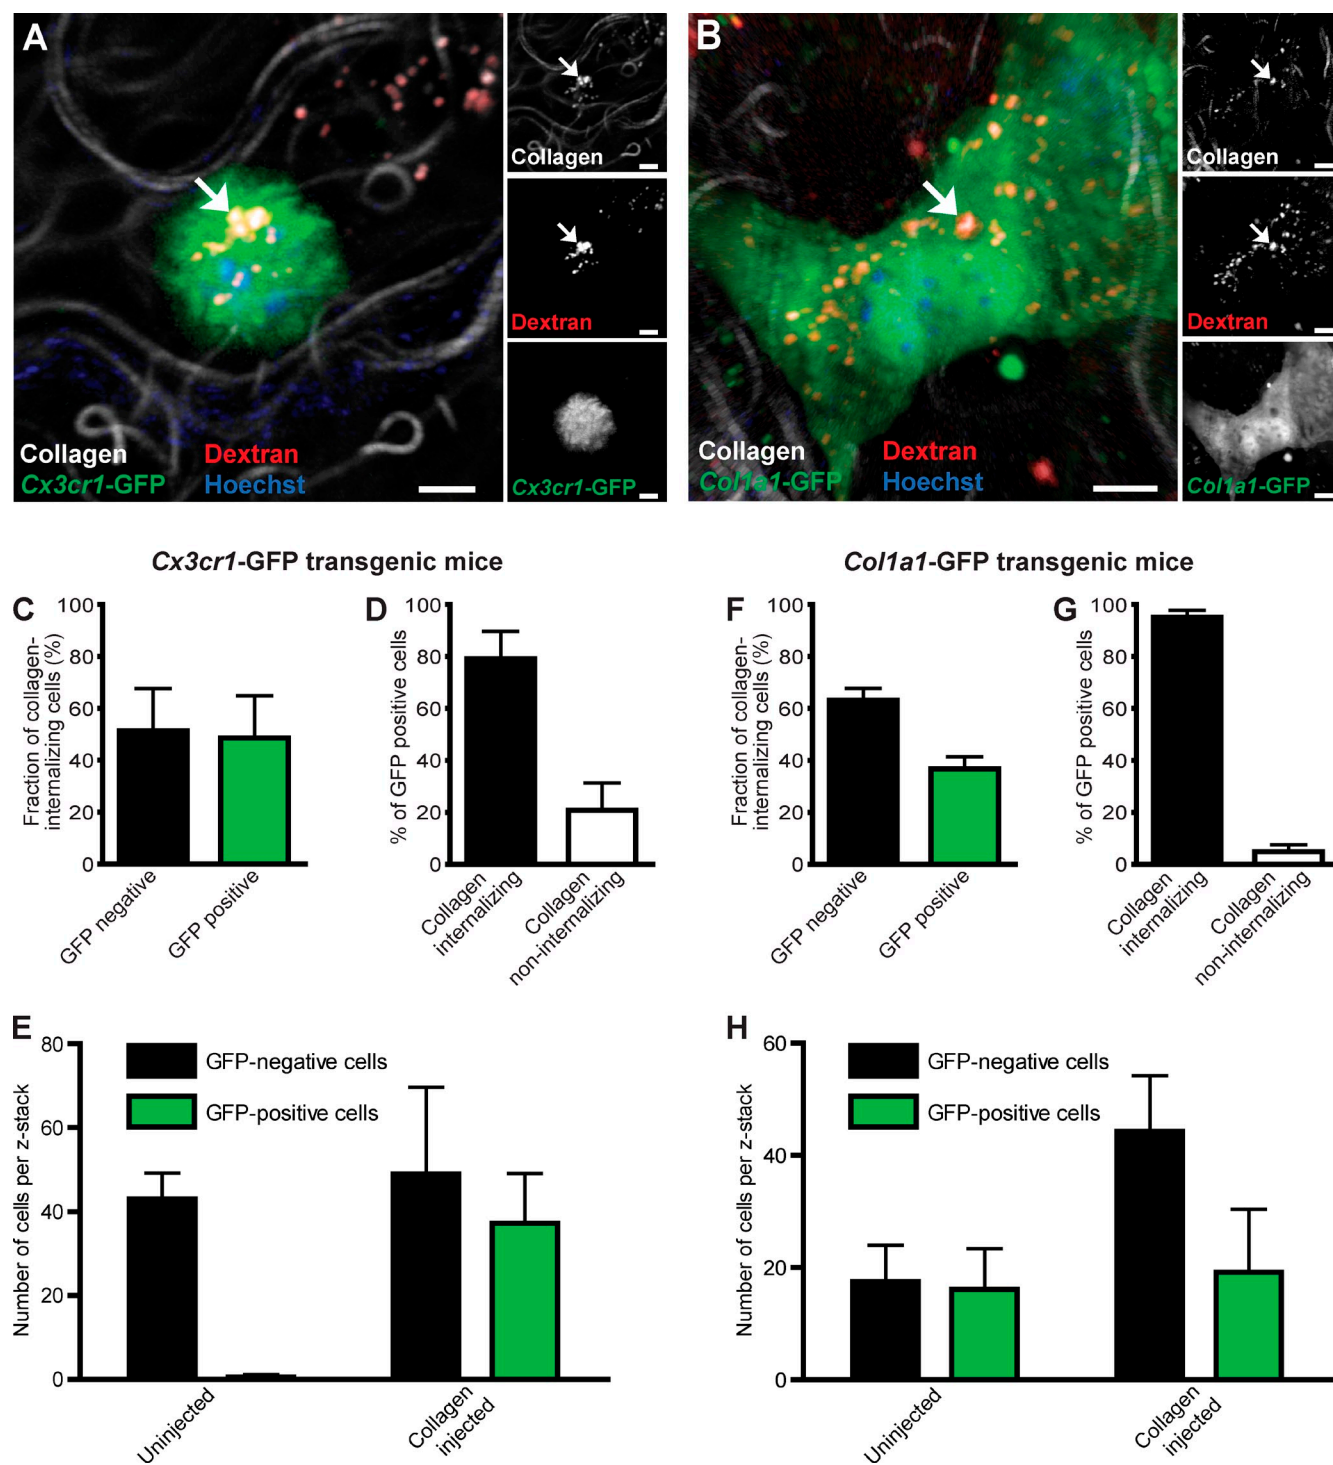 A
Collagen
Cx3cr1-GFP
Dextran
Hoechst
Collagen
Dextran
Cx3cr1-GFP
B
Collagen
Col1a1-GFP
Dextran
Hoechst
Collagen
Dextran
Col1a1-GFP
Cx3cr1-GFP transgenic mice
C
Fraction of collagen-
internalizing cells (%)
100
80
60
40
20
0
GFP negative
GFP positive
D
% of GFP positive cells
100
80
60
40
20
0
Collagen
internalizing
Collagen
non-internalizing
Col1a1-GFP transgenic mice
F
Fraction of collagen-
internalizing cells (%)
100
80
60
40
20
0
GFP negative
GFP positive
G
% of GFP positive cells
100
80
60
40
20
0
Collagen
internalizing
Collagen
non-internalizing
E
Number of cells per z-stack
80
60
40
20
0
GFP-negative cells
GFP-positive cells
Uninjected
Collagen
injected
H
Number of cells per z-stack
60
40
20
0
GFP-negative cells
GFP-positive cells
Uninjected
Collagen
injected